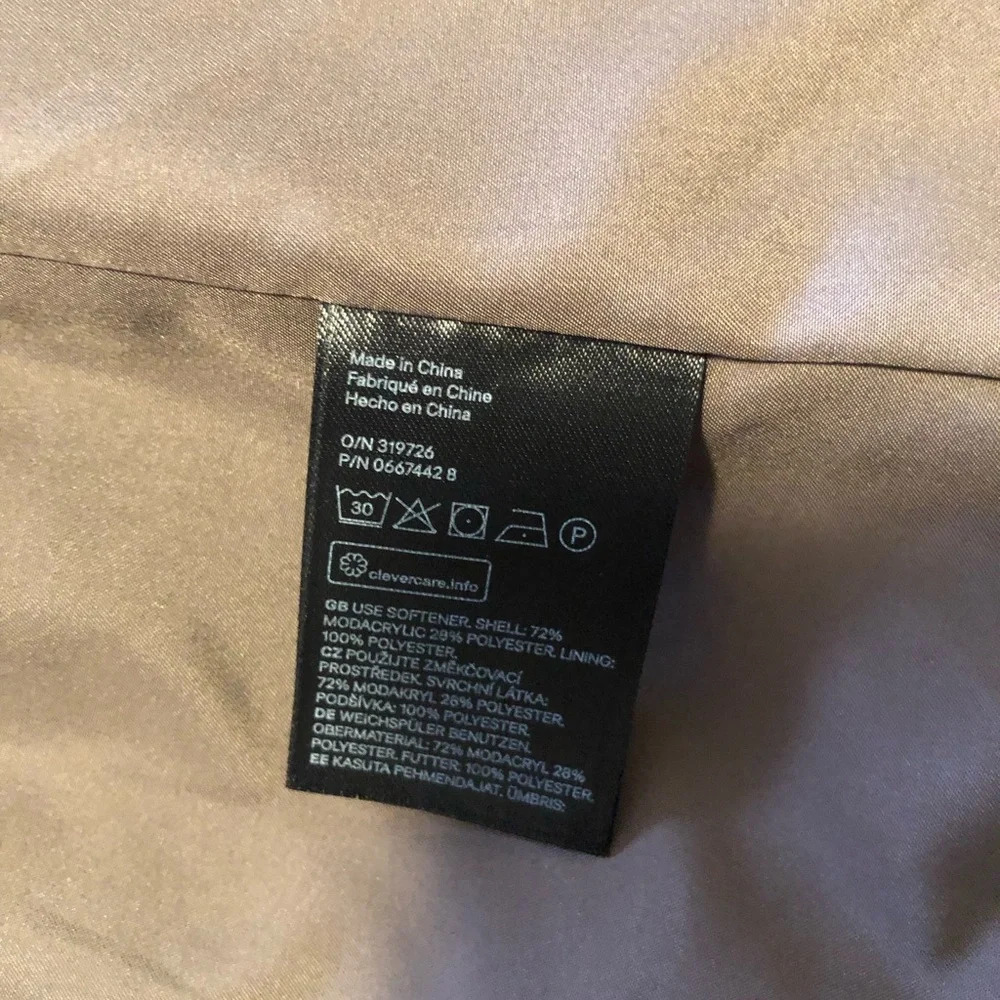 Made in China
Fabriqué en Chine
Hecho en China
O/N 319726
P/N 0667442 8
30
P
clevercare.info
GB USE SOFTENER. SHELL: 72%
MODACRYLIC 28% POLYESTER. LINING:
100% POLYESTER.
CZ POUŽIJTE ZMĚKČOVACÍ
PROSTŘEDEK. SVRCHNÍ LÁTKA:
72% MODAKRYL 28% POLYESTER.
PODŠÍVKA: 100% POLYESTER.
DE WEICHSPÜLER BENUTZEN.
OBERMATERIAL: 72% MODACRYL 28%
POLYESTER. FUTTER: 100% POLYESTER.
EE KASUTA PEHMENDAJAT. ÜMBRIS: